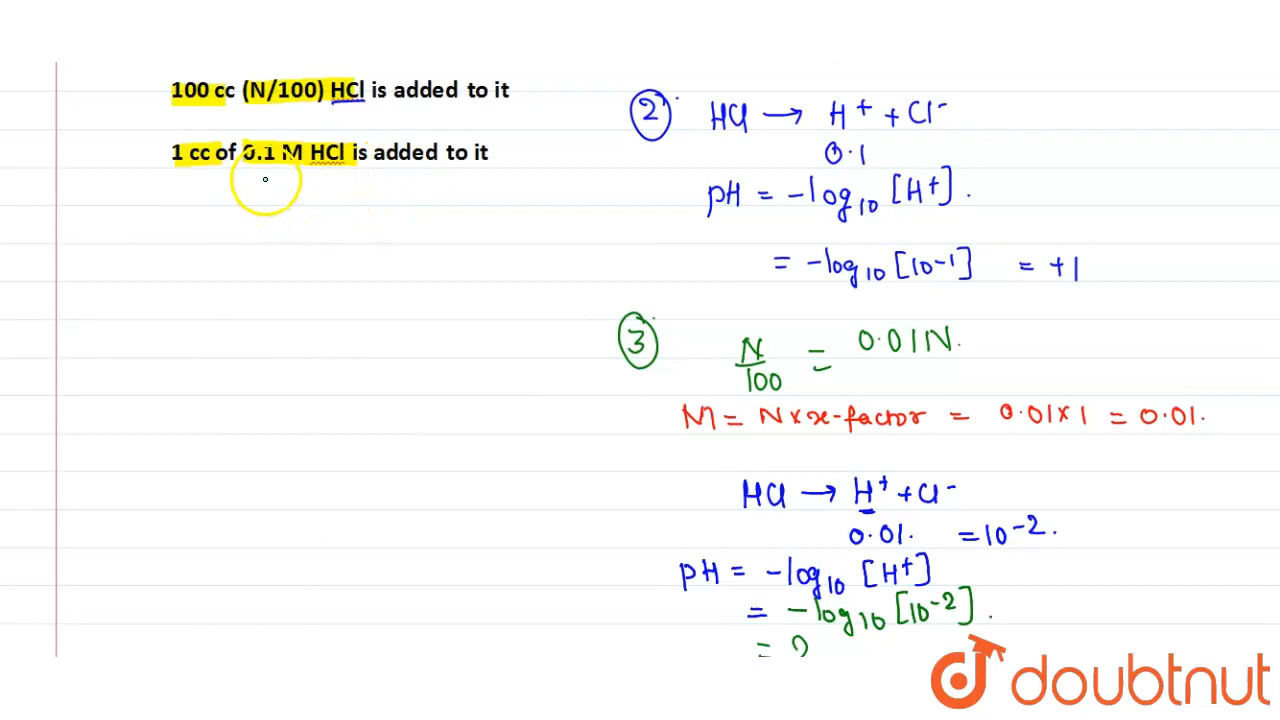 100 cc (N/100) HCl is added to it
1 cc of 0.1 M HCl is added to it
2 HCl → H+ + Cl-
0.1
pH = -log10 [H+].
= -log10 [10-1] = +1
3 N/100 = 0.01N.
M = N x x-factor = 0.01x1 = 0.01.
HCl → H+ + Cl-
0.01. = 10-2.
pH = -log10 [H+]
= -log10 [10-2].
= 2
doubtnut